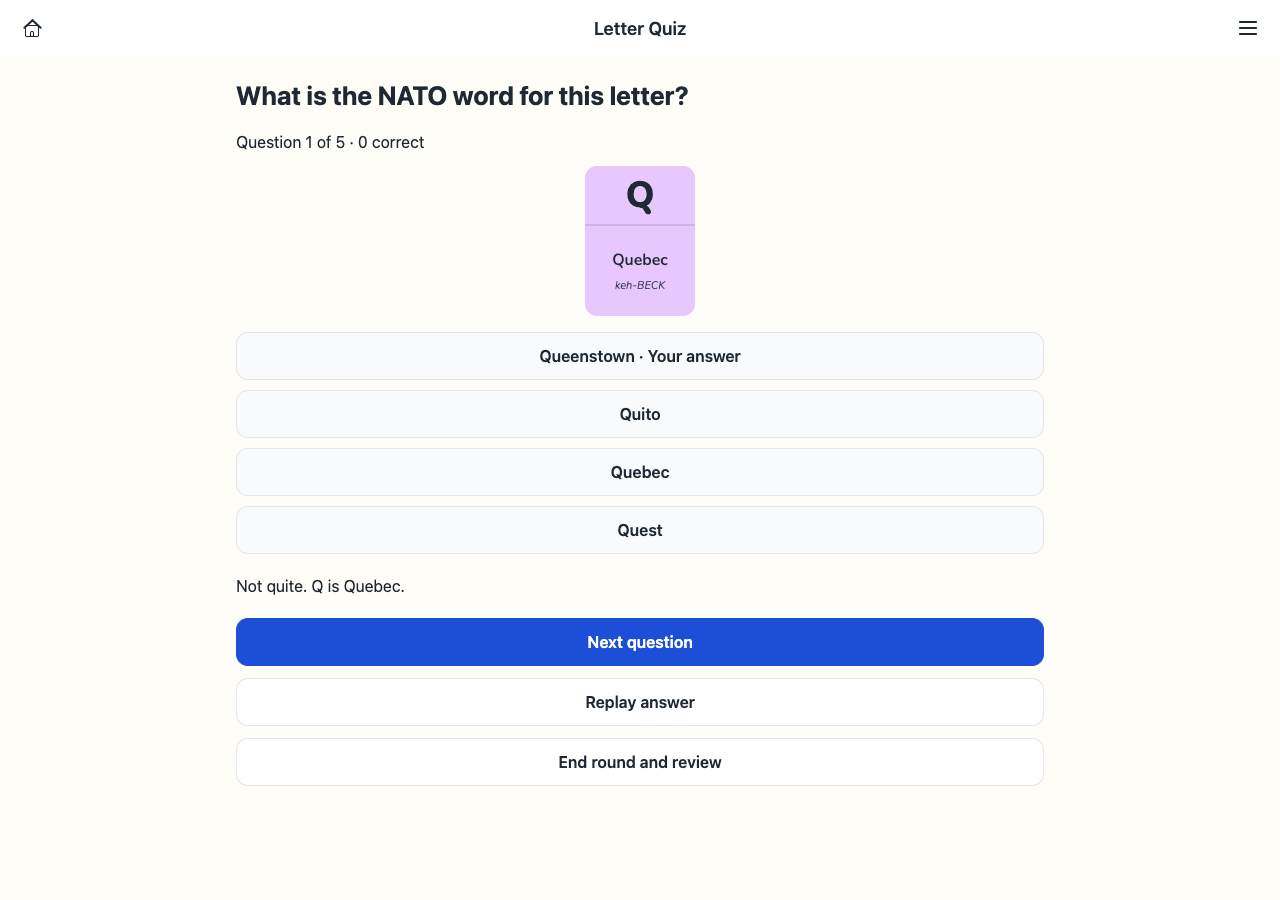 Letter Quiz
What is the NATO word for this letter?
Question 1 of 5 · 0 correct
Q
Quebec
keh-BECK
Queenstown · Your answer
Quito
Quebec
Quest
Not quite. Q is Quebec.
Next question
Replay answer
End round and review